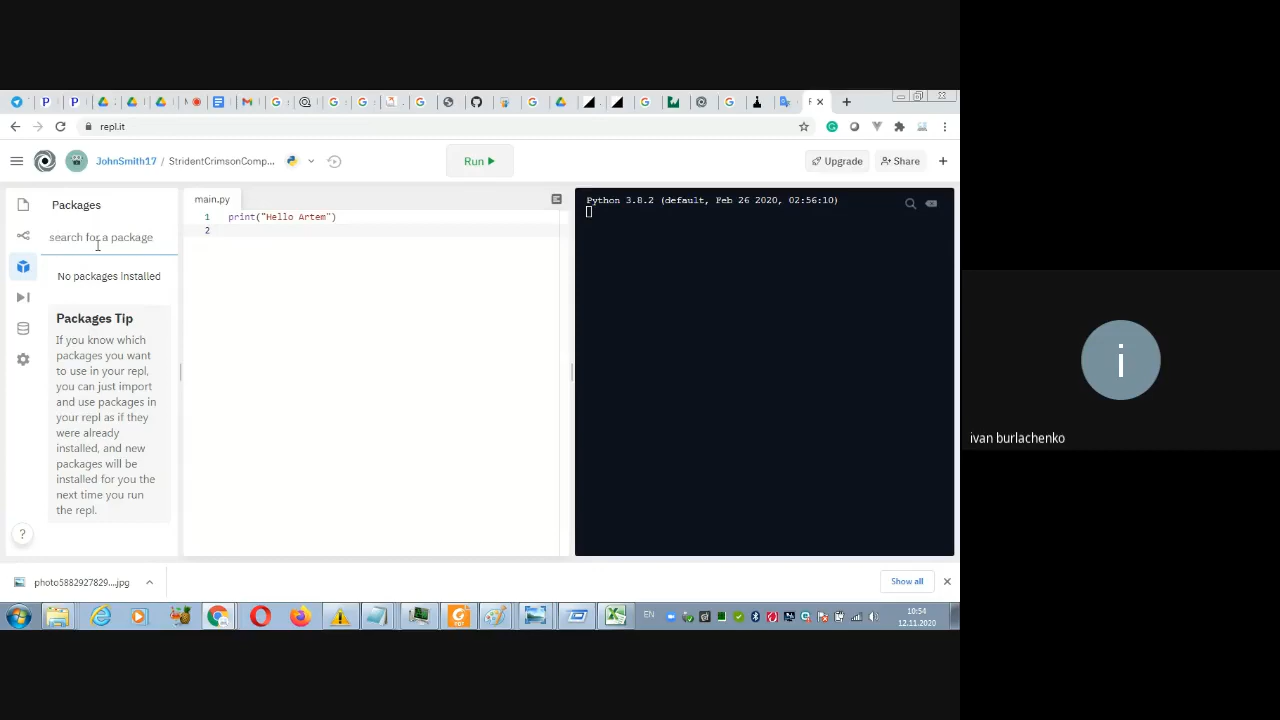 repl.it
JohnSmith17 / StridentCrimsonComp...
Run
Upgrade
Share
Packages
search for a package
No packages installed
Packages Tip
If you know which
packages you want
to use in your repl,
you can just import
and use packages in
your repl as if they
were already
installed, and new
packages will be
installed for you the
next time you run
the repl.
main.py
1 print("Hello Artem")
2
Python 3.8.2 (default, Feb 26 2020, 02:56:10)
ivan burlachenko
i
photo5882927829....jpg
Show all
EN
10:54
12.11.2020